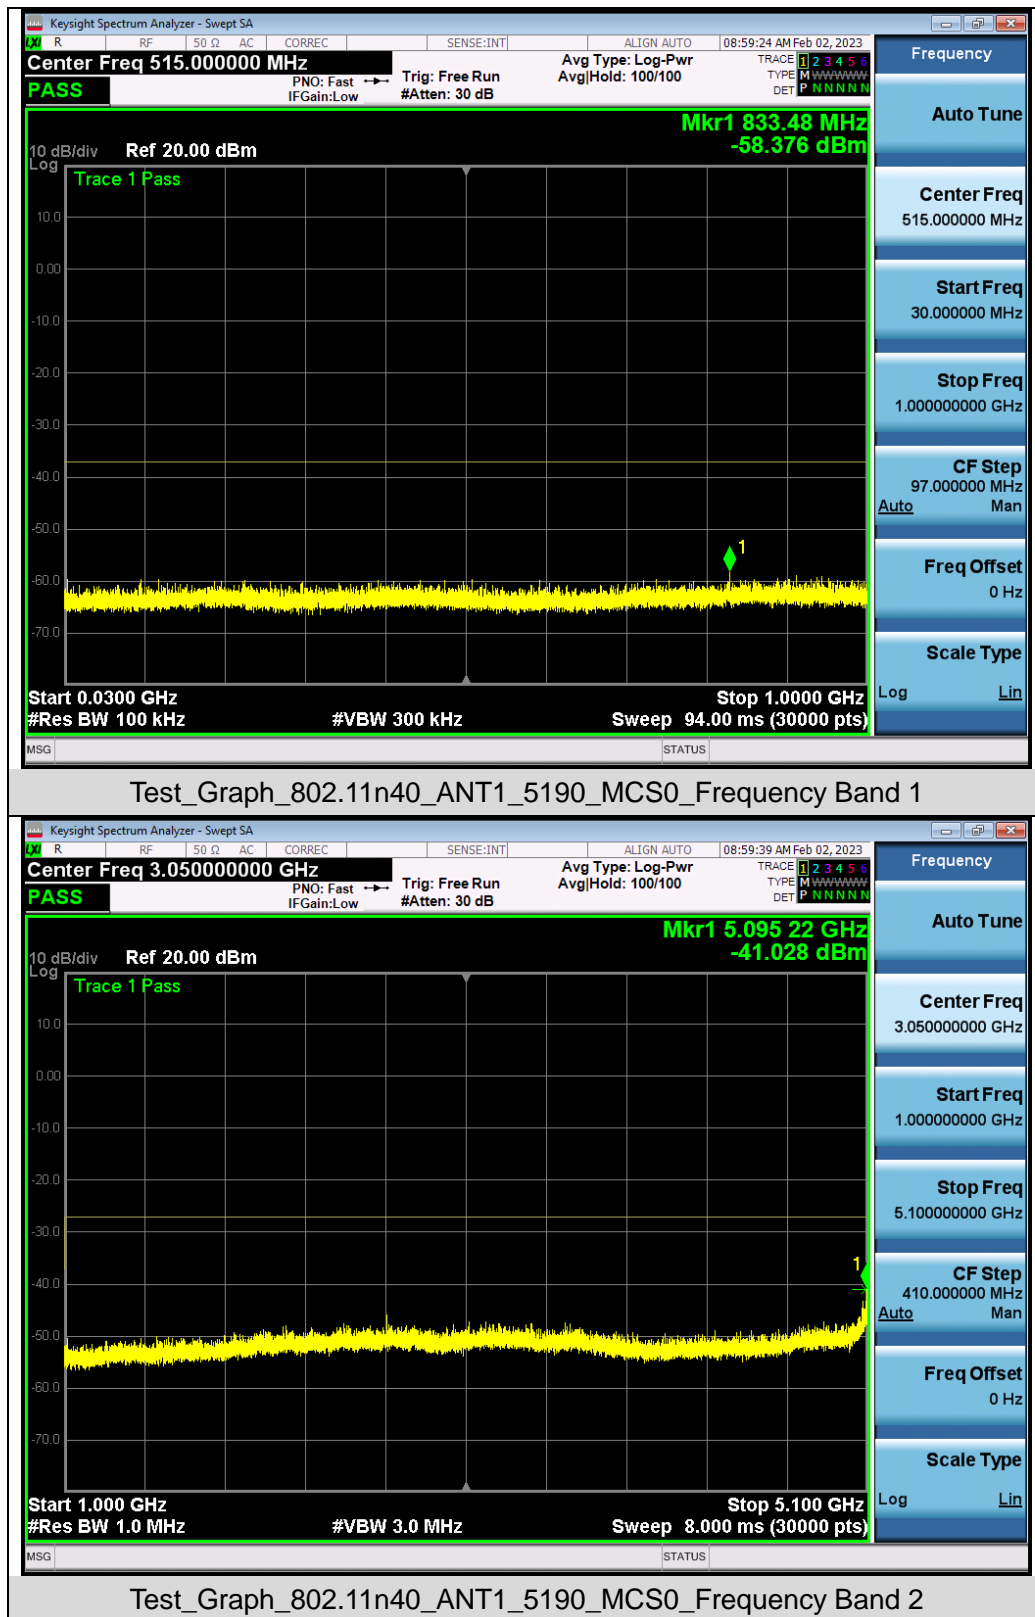 Keysight Spectrum Analyzer - Swept SA
LXI R RF 50 Ω AC CORREC SENSE:INT ALIGN AUTO 08:59:24 AM Feb 02, 2023
Center Freq 515.000000 MHz
PNO: Fast
IFGain:Low
Trig: Free Run
#Atten: 30 dB
Avg Type: Log-Pwr
Avg|Hold: 100/100
TRACE 1 2 3 4 5 6
TYPE M WWWWW
DET P N N N N N
PASS
Mkr1 833.48 MHz
-58.376 dBm
10 dB/div Ref 20.00 dBm
Log
Trace 1 Pass
10.0
0.00
-10.0
-20.0
-30.0
-40.0
-50.0
-60.0
-70.0
1
Start 0.0300 GHz Stop 1.0000 GHz
#Res BW 100 kHz #VBW 300 kHz Sweep 94.00 ms (30000 pts)
MSG STATUS
Frequency
Auto Tune
Center Freq
515.000000 MHz
Start Freq
30.000000 MHz
Stop Freq
1.000000000 GHz
CF Step
97.000000 MHz
Auto Man
Freq Offset
0 Hz
Scale Type
Log Lin
Test_Graph_802.11n40_ANT1_5190_MCS0_Frequency Band 1
Keysight Spectrum Analyzer - Swept SA
LXI R RF 50 Ω AC CORREC SENSE:INT ALIGN AUTO 08:59:39 AM Feb 02, 2023
Center Freq 3.050000000 GHz
PNO: Fast
IFGain:Low
Trig: Free Run
#Atten: 30 dB
Avg Type: Log-Pwr
Avg|Hold: 100/100
TRACE 1 2 3 4 5 6
TYPE M WWWWW
DET P N N N N N
PASS
Mkr1 5.095 22 GHz
-41.028 dBm
10 dB/div Ref 20.00 dBm
Log
Trace 1 Pass
10.0
0.00
-10.0
-20.0
-30.0
-40.0
-50.0
-60.0
-70.0
1
Start 1.000 GHz Stop 5.100 GHz
#Res BW 1.0 MHz #VBW 3.0 MHz Sweep 8.000 ms (30000 pts)
MSG STATUS
Frequency
Auto Tune
Center Freq
3.050000000 GHz
Start Freq
1.000000000 GHz
Stop Freq
5.100000000 GHz
CF Step
410.000000 MHz
Auto Man
Freq Offset
0 Hz
Scale Type
Log Lin
Test_Graph_802.11n40_ANT1_5190_MCS0_Frequency Band 2